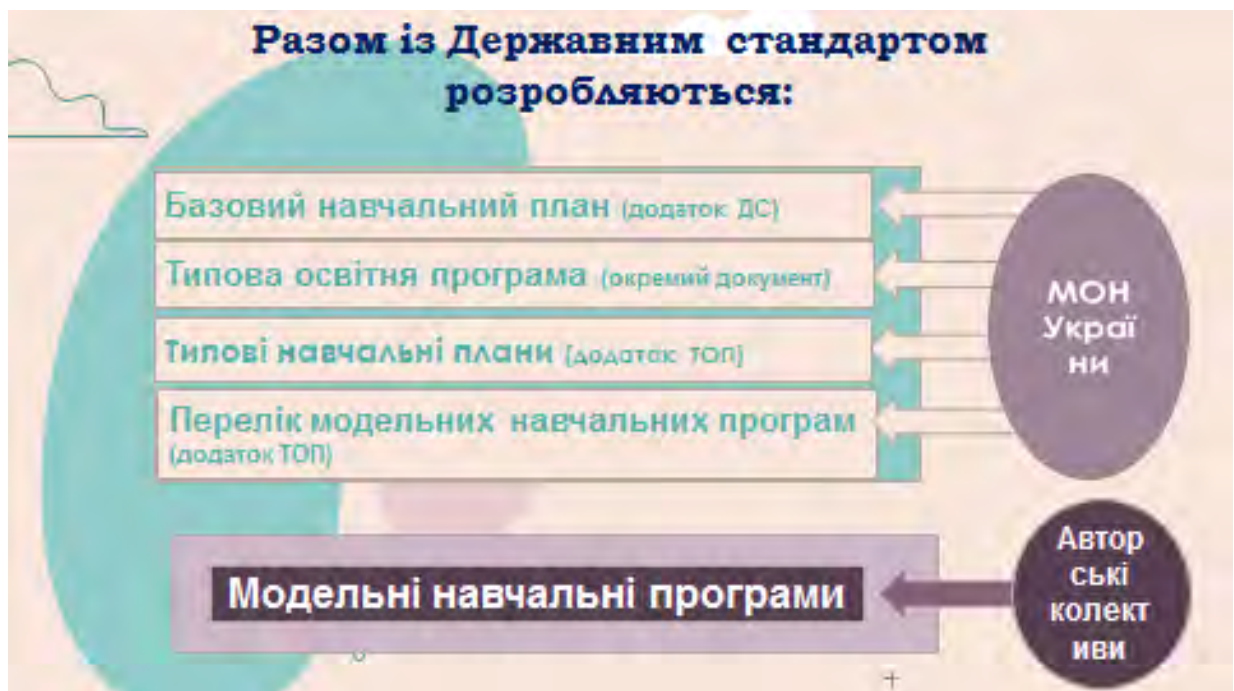 Разом із Державним стандартом
розробляються:
Базовий навчальний план (додаток ДС)
Типова освітня програма (окремий документ)
Типові навчальні плани (додаток ТОП)
Перелік модельних навчальних програм
(додаток ТОП)
МОН
Украї
ни
Модельні навчальні програми
Автор
ські
колект
иви